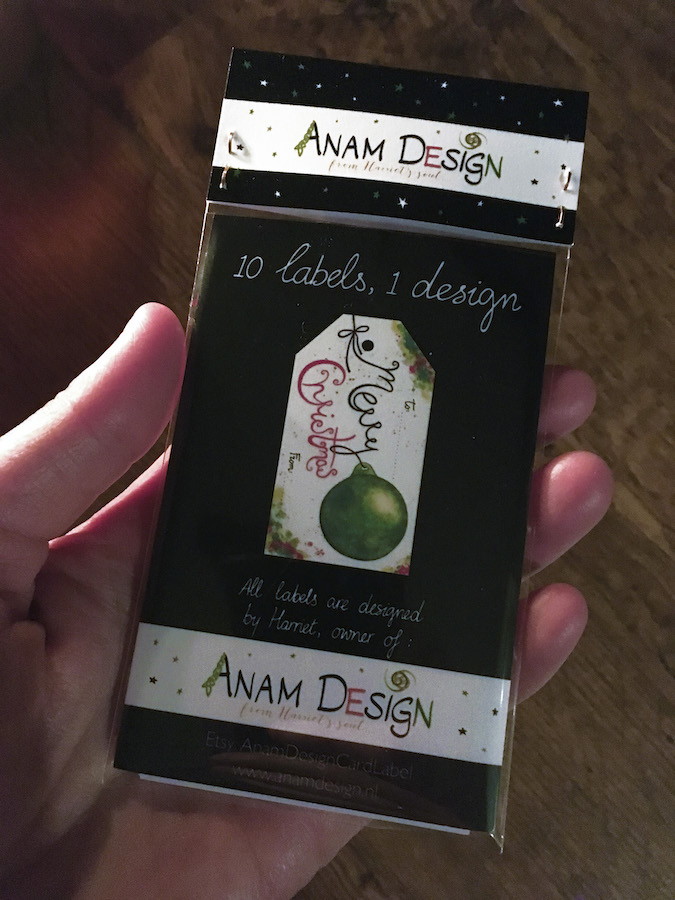 ANAM DESIGN
from Harriet's soul
10 labels, 1 design
to:
Merry
Christmas
From:
All labels are designed
by Harriet, owner of:
ANAM DESIGN
from Harriet's soul
Etsy: AnamDesignCardLabel
www.anamdesign.nl